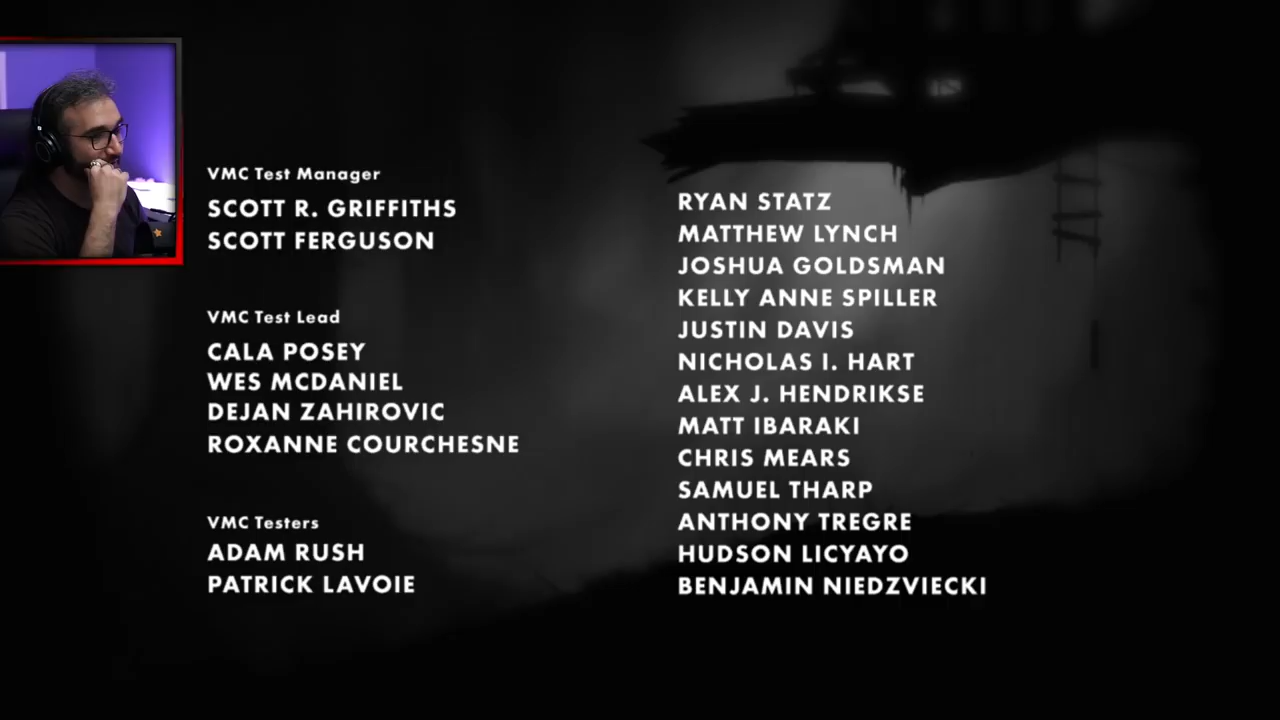 VMC Test Manager
SCOTT R. GRIFFITHS
SCOTT FERGUSON
VMC Test Lead
CALA POSEY
WES MCDANIEL
DEJAN ZAHIROVIC
ROXANNE COURCHESNE
VMC Testers
ADAM RUSH
PATRICK LAVOIE
RYAN STATZ
MATTHEW LYNCH
JOSHUA GOLDSMAN
KELLY ANNE SPILLER
JUSTIN DAVIS
NICHOLAS I. HART
ALEX J. HENDRIKSE
MATT IBARAKI
CHRIS MEARS
SAMUEL THARP
ANTHONY TREGRE
HUDSON LICYAYO
BENJAMIN NIEDZVIECKI